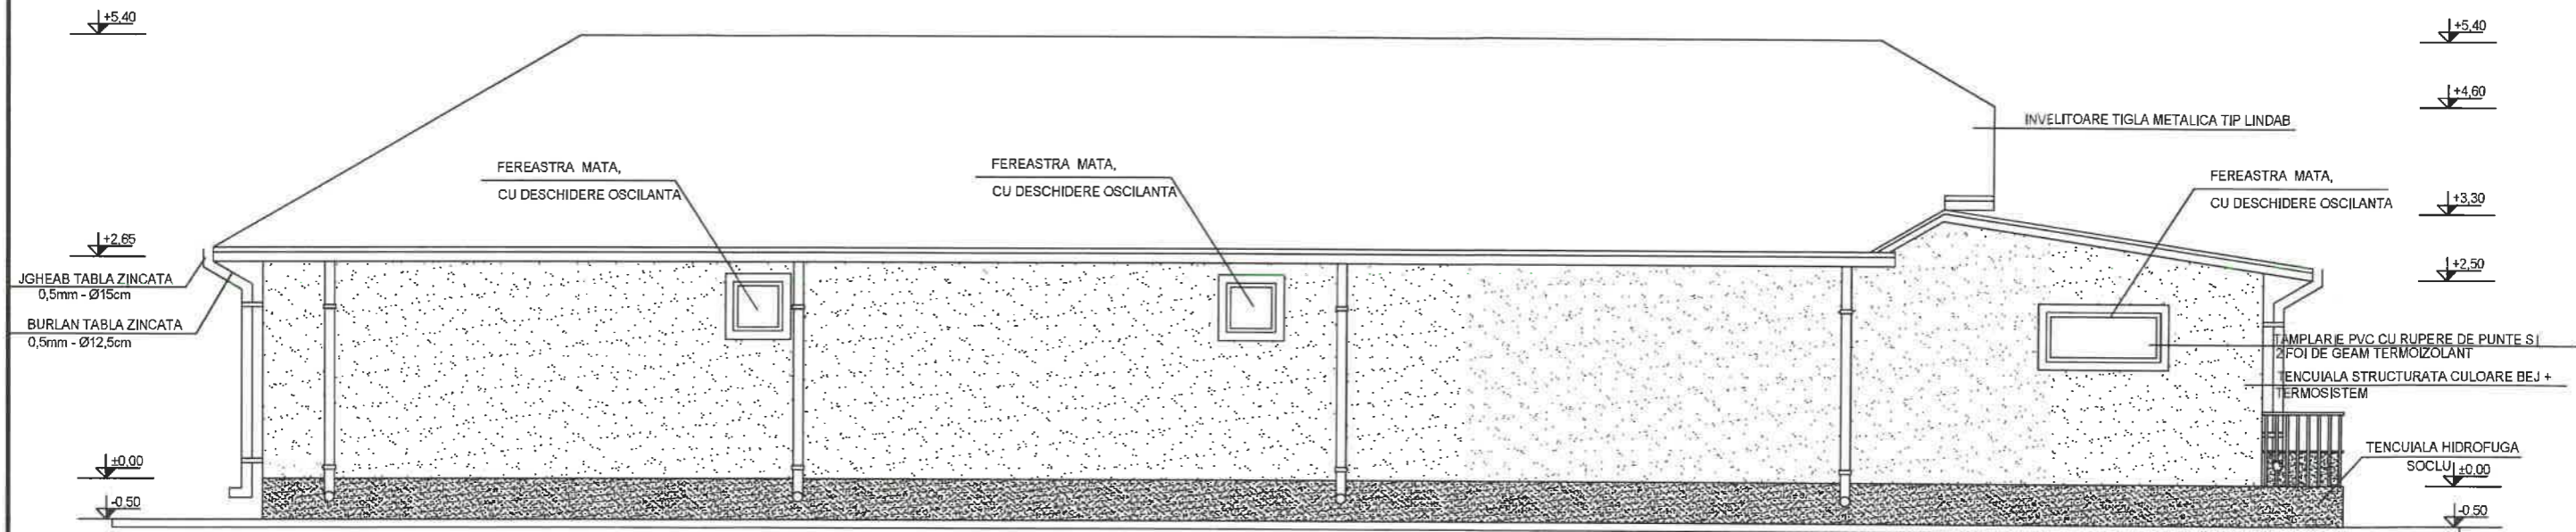 +5,40
+5,40
+4,60
INVELITOARE TIGLA METALICA TIP LINDAB
FEREASTRA MATA,
CU DESCHIDERE OSCILANTA
FEREASTRA MATA,
CU DESCHIDERE OSCILANTA
FEREASTRA MATA,
CU DESCHIDERE OSCILANTA
+3,30
+2,65
+2,50
JGHEAB TABLA ZINCATA
0,5mm - Ø15cm
BURLAN TABLA ZINCATA
0,5mm - Ø12,5cm
TAMPLARIE PVC CU RUPERE DE PUNTE SI
2 FOI DE GEAM TERMOIZOLANT
TENCUIALA STRUCTURATA CULOARE BEJ +
TERMOSISTEM
TENCUIALA HIDROFUGA
SOCLU
±0,00
±0,00
-0.50
-0.50